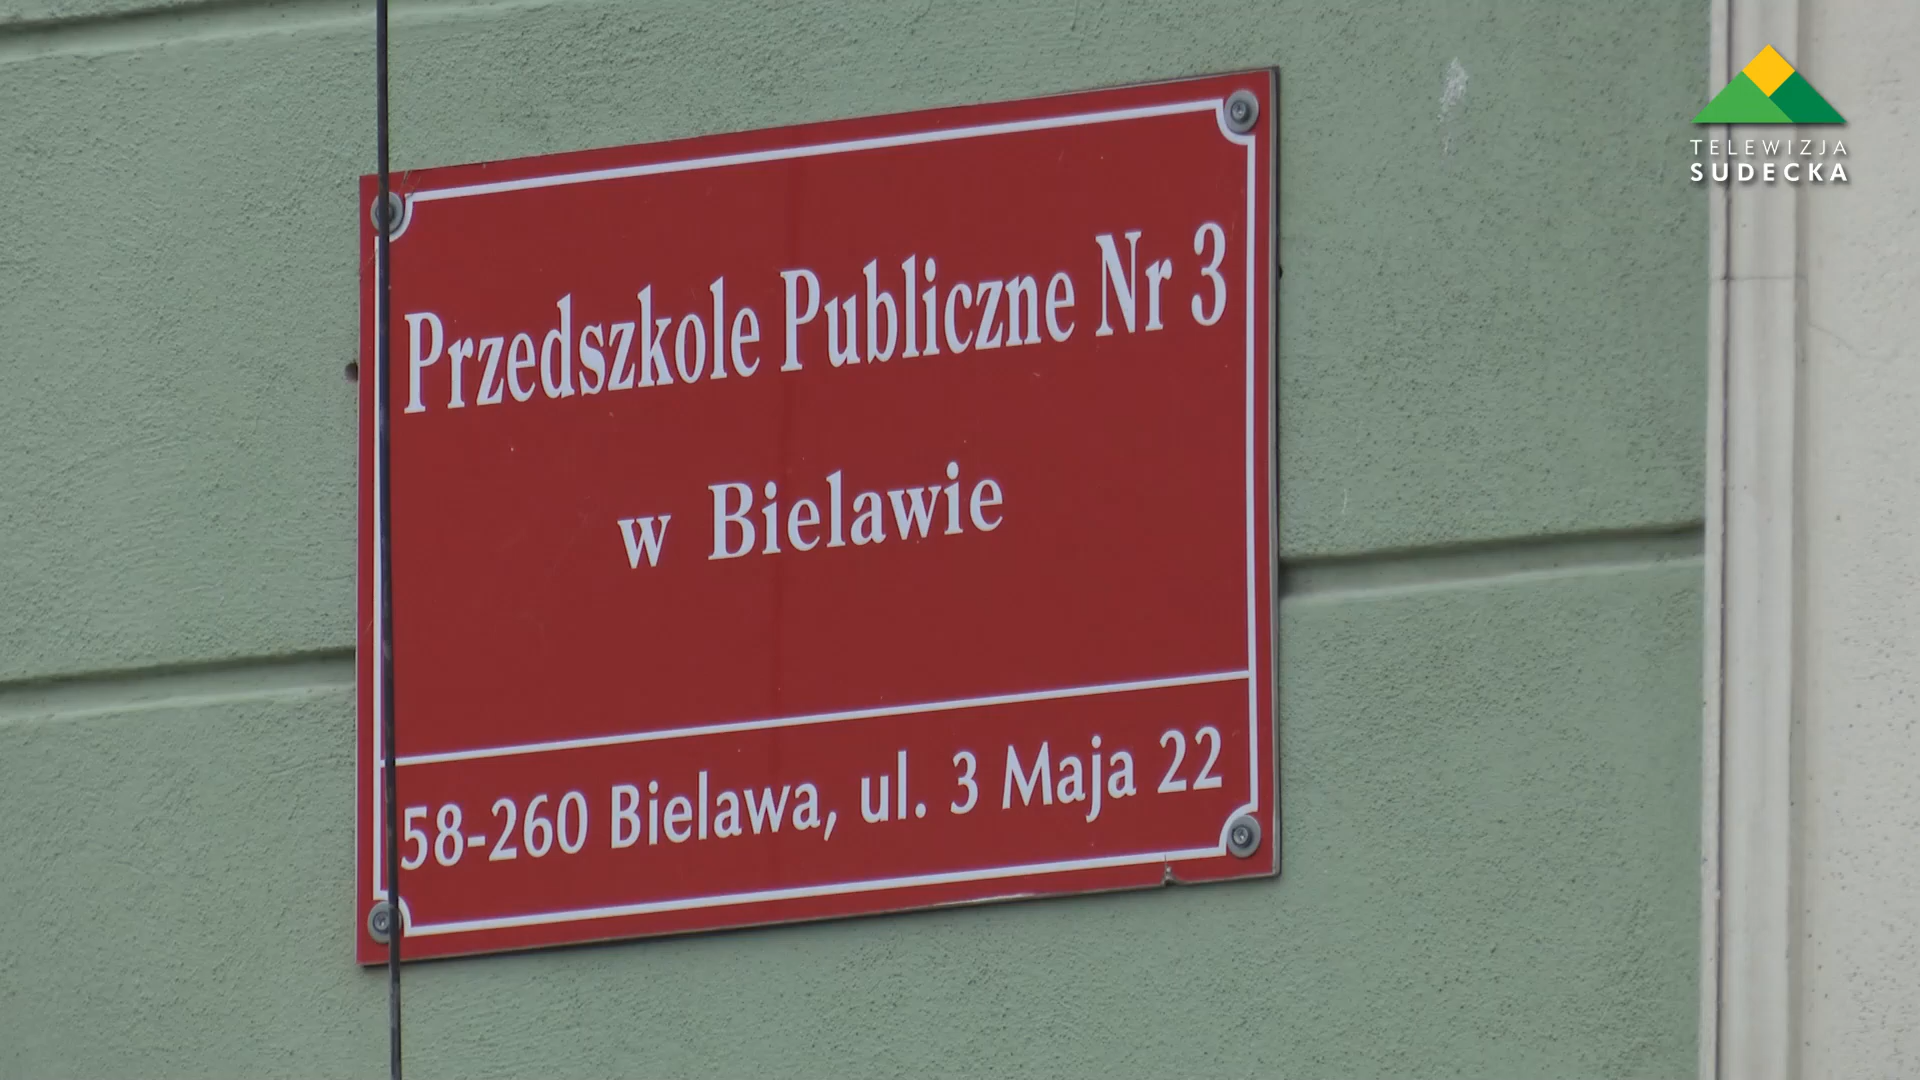 TELEWIZJA
SUDECKA
Przedszkole Publiczne Nr 3
w Bielawie
58-260 Bielawa, ul. 3 Maja 22